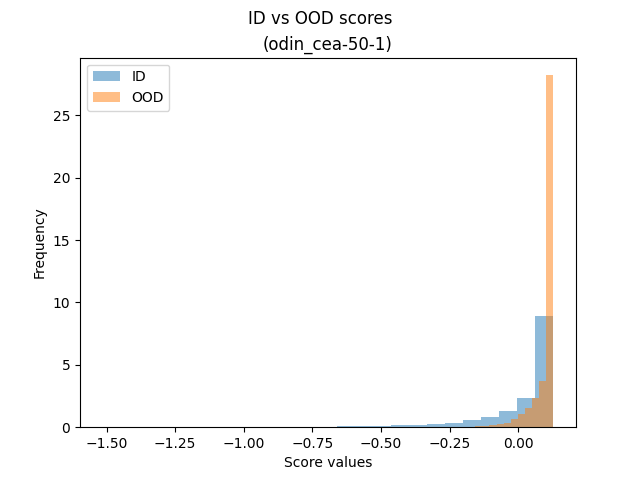 ID vs OOD scores
(odin_cea-50-1)
ID
OOD
Frequency
25
20
15
10
5
0
−1.50
−1.25
−1.00
−0.75
−0.50
−0.25
0.00
Score values